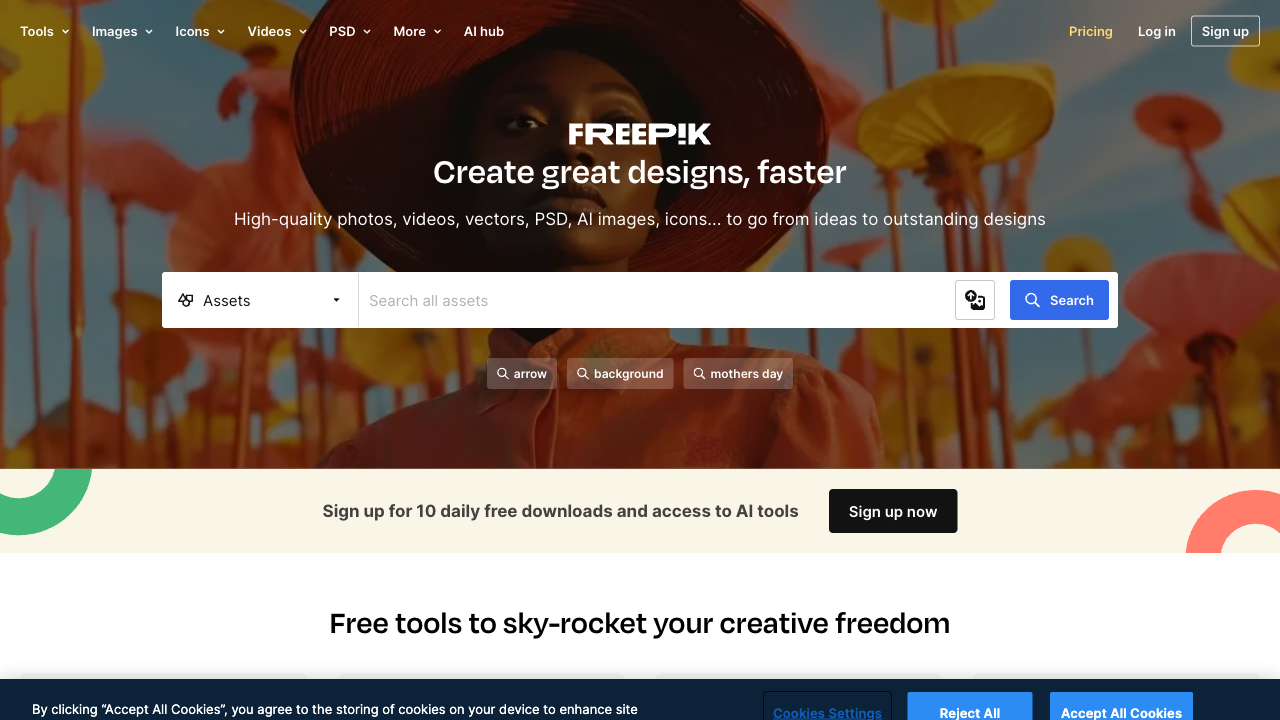 Tools Images Icons Videos PSD More AI hub Pricing Log in Sign up
FREEPIK
Create great designs, faster
High-quality photos, videos, vectors, PSD, AI images, icons... to go from ideas to outstanding designs
Assets Search all assets Search
arrow background mothers day
Sign up for 10 daily free downloads and access to AI tools Sign up now
Free tools to sky-rocket your creative freedom
By clicking “Accept All Cookies”, you agree to the storing of cookies on your device to enhance site
Cookies Settings Reject All Accept All Cookies